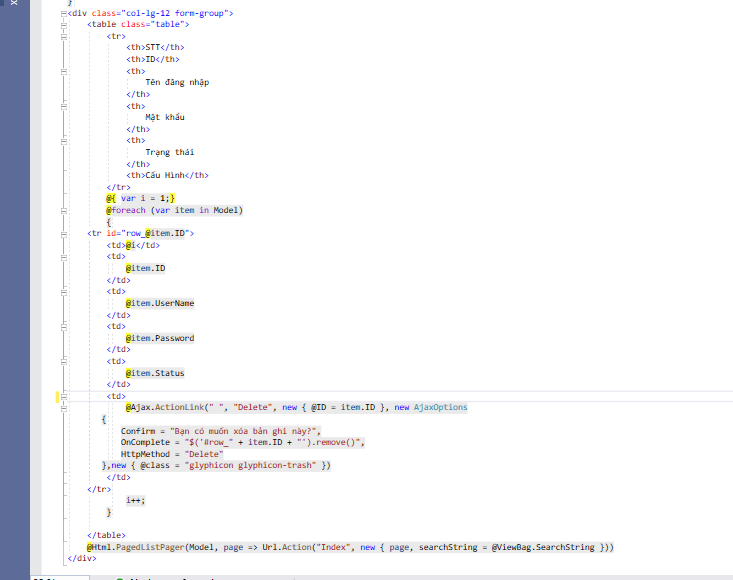 }
<div class="col-lg-12 form-group">
<table class="table">
<tr>
<th>STT</th>
<th>ID</th>
<th>
Tên đăng nhập
</th>
<th>
Mật khẩu
</th>
<th>
Trạng thái
</th>
<th>Cấu Hình</th>
</tr>
@{ var i = 1;}
@foreach (var item in Model)
{
<tr id="row_@item.ID">
<td>@i</td>
<td>
@item.ID
</td>
<td>
@item.UserName
</td>
<td>
@item.Password
</td>
<td>
@item.Status
</td>
<td>
@Ajax.ActionLink(" ", "Delete", new { @ID = item.ID }, new AjaxOptions
{
Confirm = "Bạn có muốn xóa bản ghi này?",
OnComplete = "$('#row_" + item.ID + "').remove()",
HttpMethod = "Delete"
},new { @class = "glyphicon glyphicon-trash" })
</td>
</tr>
i++;
}
</table>
@Html.PagedListPager(Model, page => Url.Action("Index", new { page, searchString = @ViewBag.SearchString }))
</div>